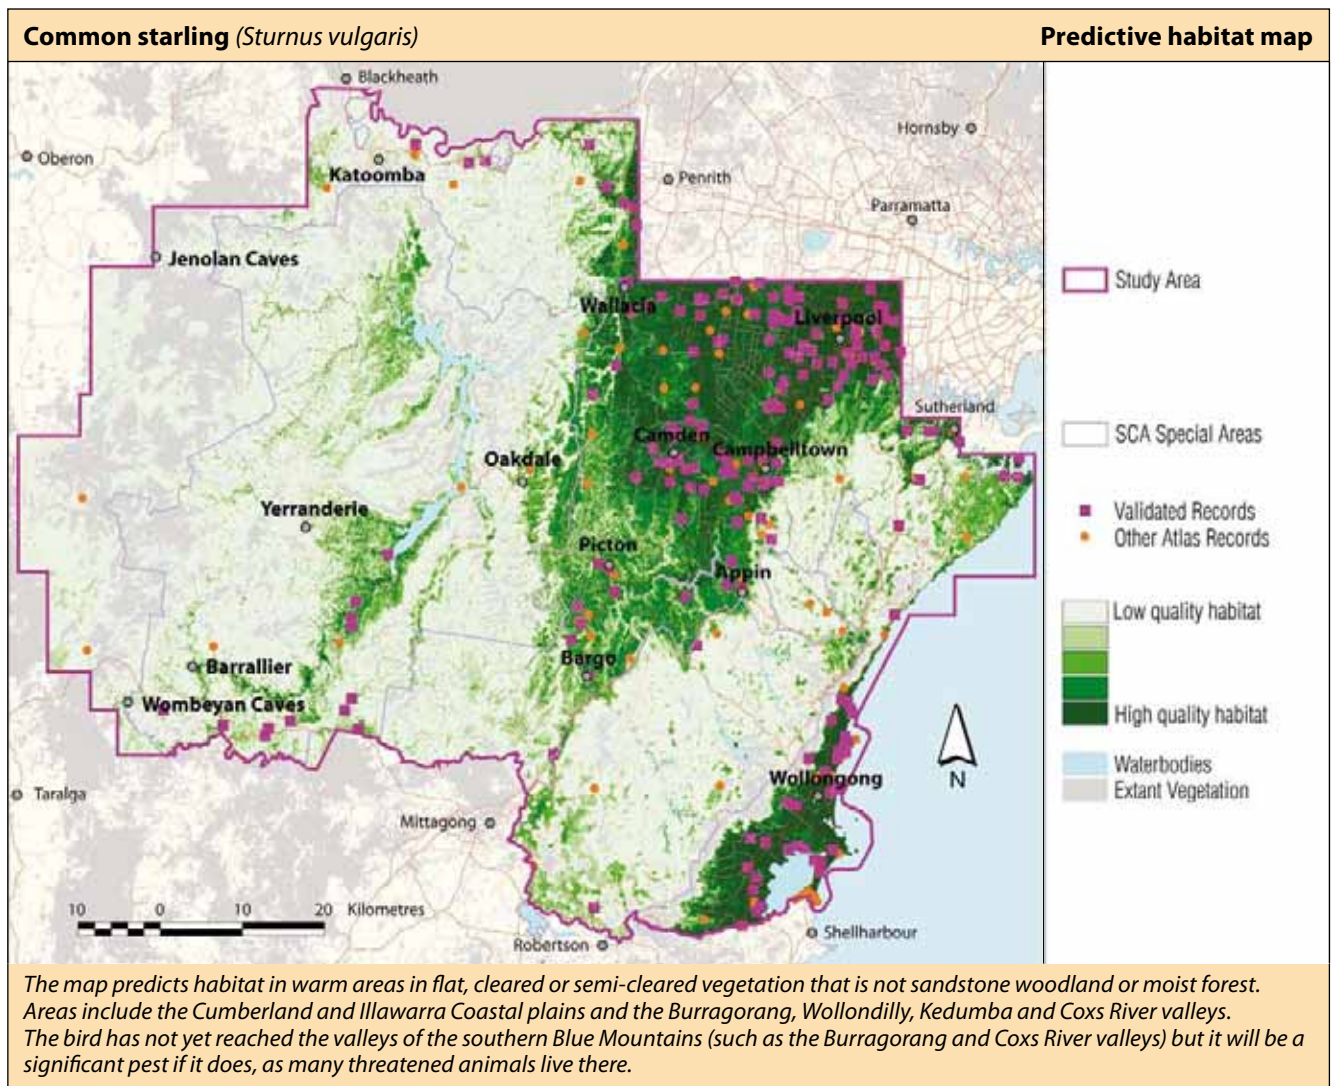 Common starling (Sturnus vulgaris)
Predictive habitat map
Blackheath
Hornsby
Oberon
Katoomba
Penrith
Parramatta
Jenolan Caves
Study Area
Wallacia
Liverpool
Sutherland
SCA Special Areas
Camden
Campbelltown
Oakdale
Yerranderie
Validated Records
Other Atlas Records
Picton
Appin
Low quality habitat
Bargo
Barrallier
Wombeyan Caves
High quality habitat
Wollongong
N
Waterbodies
Extant Vegetation
Taralga
Mittagong
10 0 10 20 Kilometres
Shellharbour
Robertson
The map predicts habitat in warm areas in flat, cleared or semi-cleared vegetation that is not sandstone woodland or moist forest.
Areas include the Cumberland and Illawarra Coastal plains and the Burragorang, Wollondilly, Kedumba and Coxs River valleys.
The bird has not yet reached the valleys of the southern Blue Mountains (such as the Burragorang and Coxs River valleys) but it will be a
significant pest if it does, as many threatened animals live there.